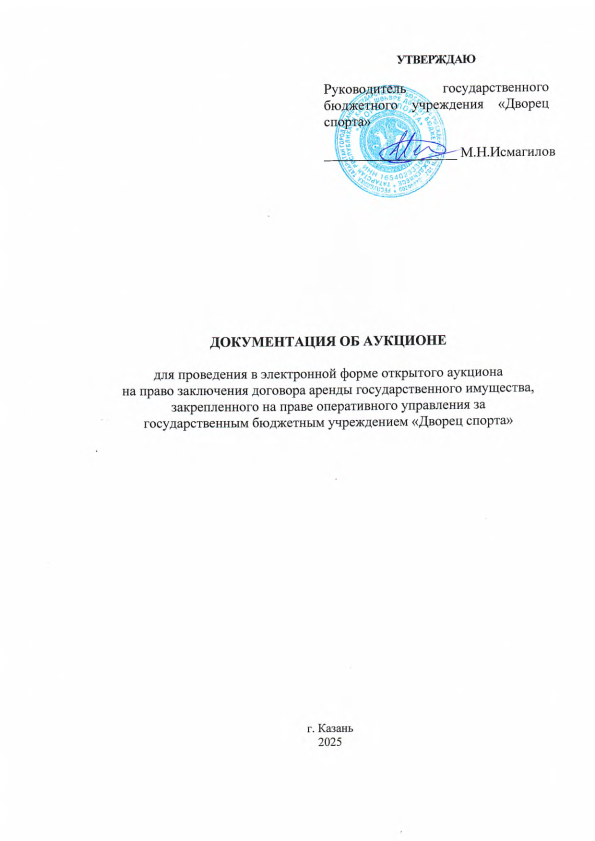 УТВЕРЖДАЮ
Руководитель государственного
бюджетного учреждения «Дворец
спорта»
М.Н.Исмагилов
ДОКУМЕНТАЦИЯ ОБ АУКЦИОНЕ
для проведения в электронной форме открытого аукциона
на право заключения договора аренды государственного имущества,
закрепленного на праве оперативного управления за
государственным бюджетным учреждением «Дворец спорта»
г. Казань
2025